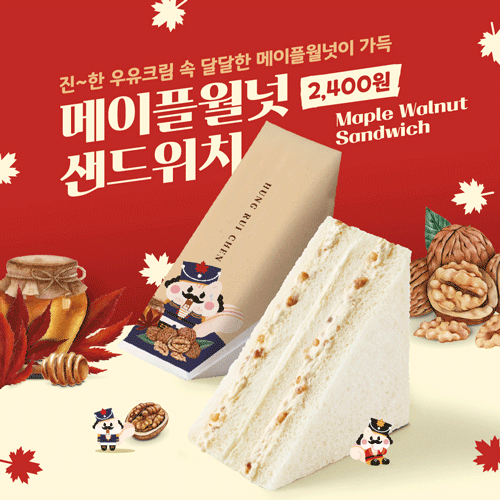 진~한 우유크림 속 달달한 메이플월넛이 가득
메이플월넛
2,400원
샌드위치
Maple Walnut
Sandwich
HUNG RUI CHEN